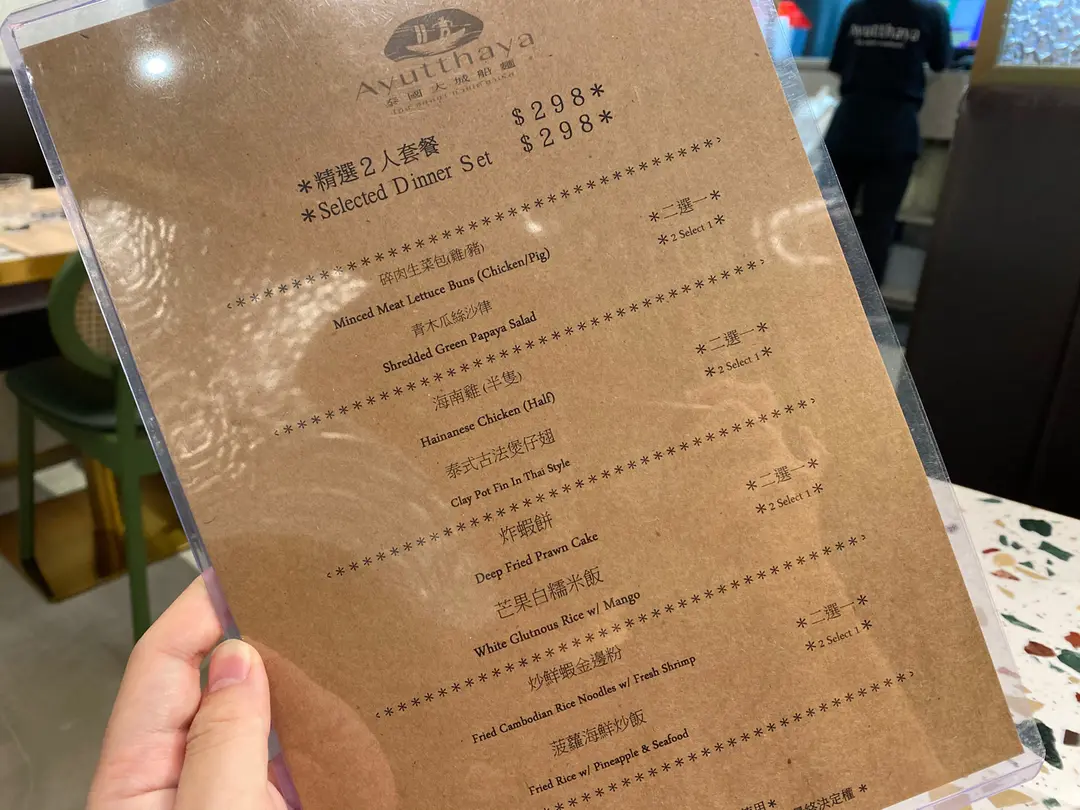 Ayutthaya
Ayutthaya
泰國大城船麵
*精選2人套餐 $298*
*Selected Dinner Set $298*
*二選一*
*2 Select 1*
碎肉生菜包(雞/豬)
Minced Meat Lettuce Buns (Chicken/Pig)
青木瓜絲沙律
Shredded Green Papaya Salad
*二選一*
*2 Select 1*
海南雞(半隻)
Hainanese Chicken (Half)
泰式古法煲仔翅
Clay Pot Fin In Thai Style
*二選一*
*2 Select 1*
炸蝦餅
Deep Fried Prawn Cake
芒果白糯米飯
White Glutnous Rice w/ Mango
*二選一*
*2 Select 1*
炒鮮蝦金邊粉
Fried Cambodian Rice Noodles w/ Fresh Shrimp
菠蘿海鮮炒飯
Fried Rice w/ Pineapple & Seafood
終決定權*